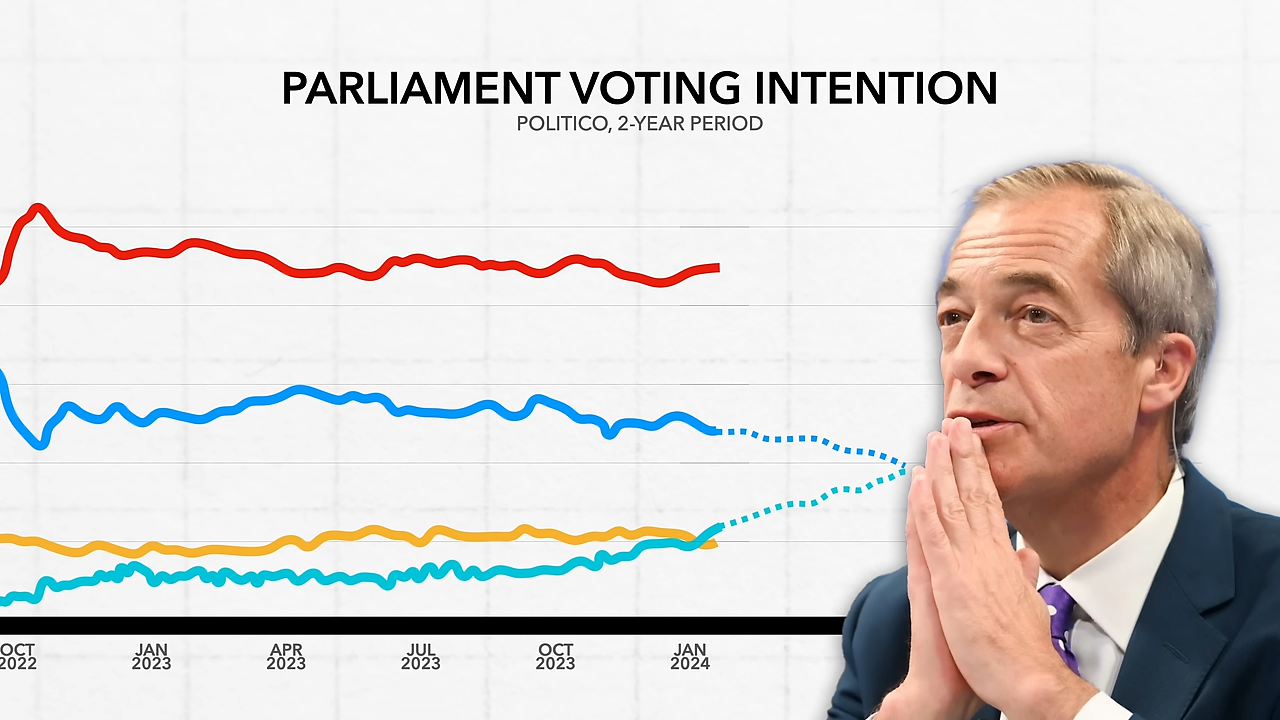 PARLIAMENT VOTING INTENTION
POLITICO, 2-YEAR PERIOD
OCT JAN APR JUL OCT JAN
2022 2023 2023 2023 2023 2024